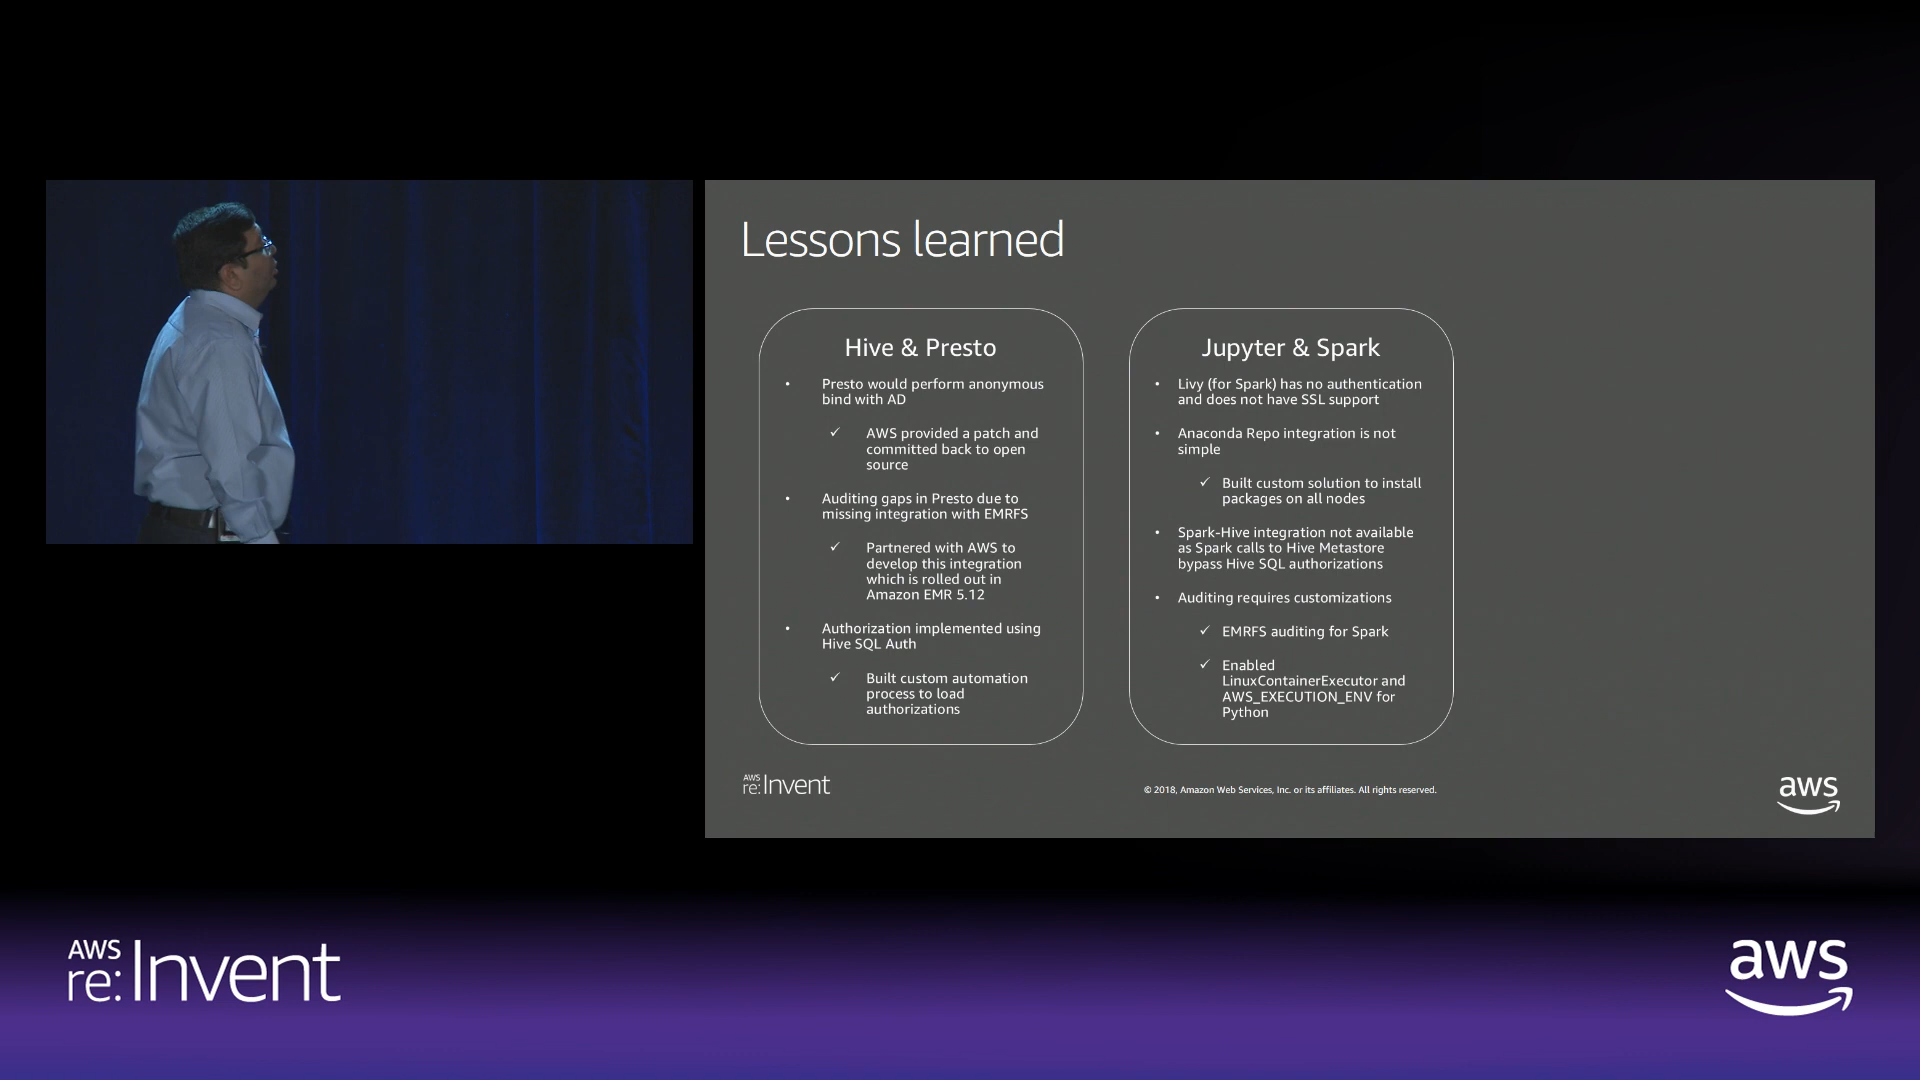 Lessons learned
Hive & Presto
• Presto would perform anonymous
bind with AD
✓ AWS provided a patch and
committed back to open
source
• Auditing gaps in Presto due to
missing integration with EMRFS
✓ Partnered with AWS to
develop this integration
which is rolled out in
Amazon EMR 5.12
• Authorization implemented using
Hive SQL Auth
✓ Built custom automation
process to load
authorizations
Jupyter & Spark
• Livy (for Spark) has no authentication
and does not have SSL support
• Anaconda Repo integration is not
simple
✓ Built custom solution to install
packages on all nodes
• Spark-Hive integration not available
as Spark calls to Hive Metastore
bypass Hive SQL authorizations
• Auditing requires customizations
✓ EMRFS auditing for Spark
✓ Enabled
LinuxContainerExecutor and
AWS_EXECUTION_ENV for
Python
AWS
re:Invent
© 2018, Amazon Web Services, Inc. or its affiliates. All rights reserved.
aws
AWS
re:Invent
aws